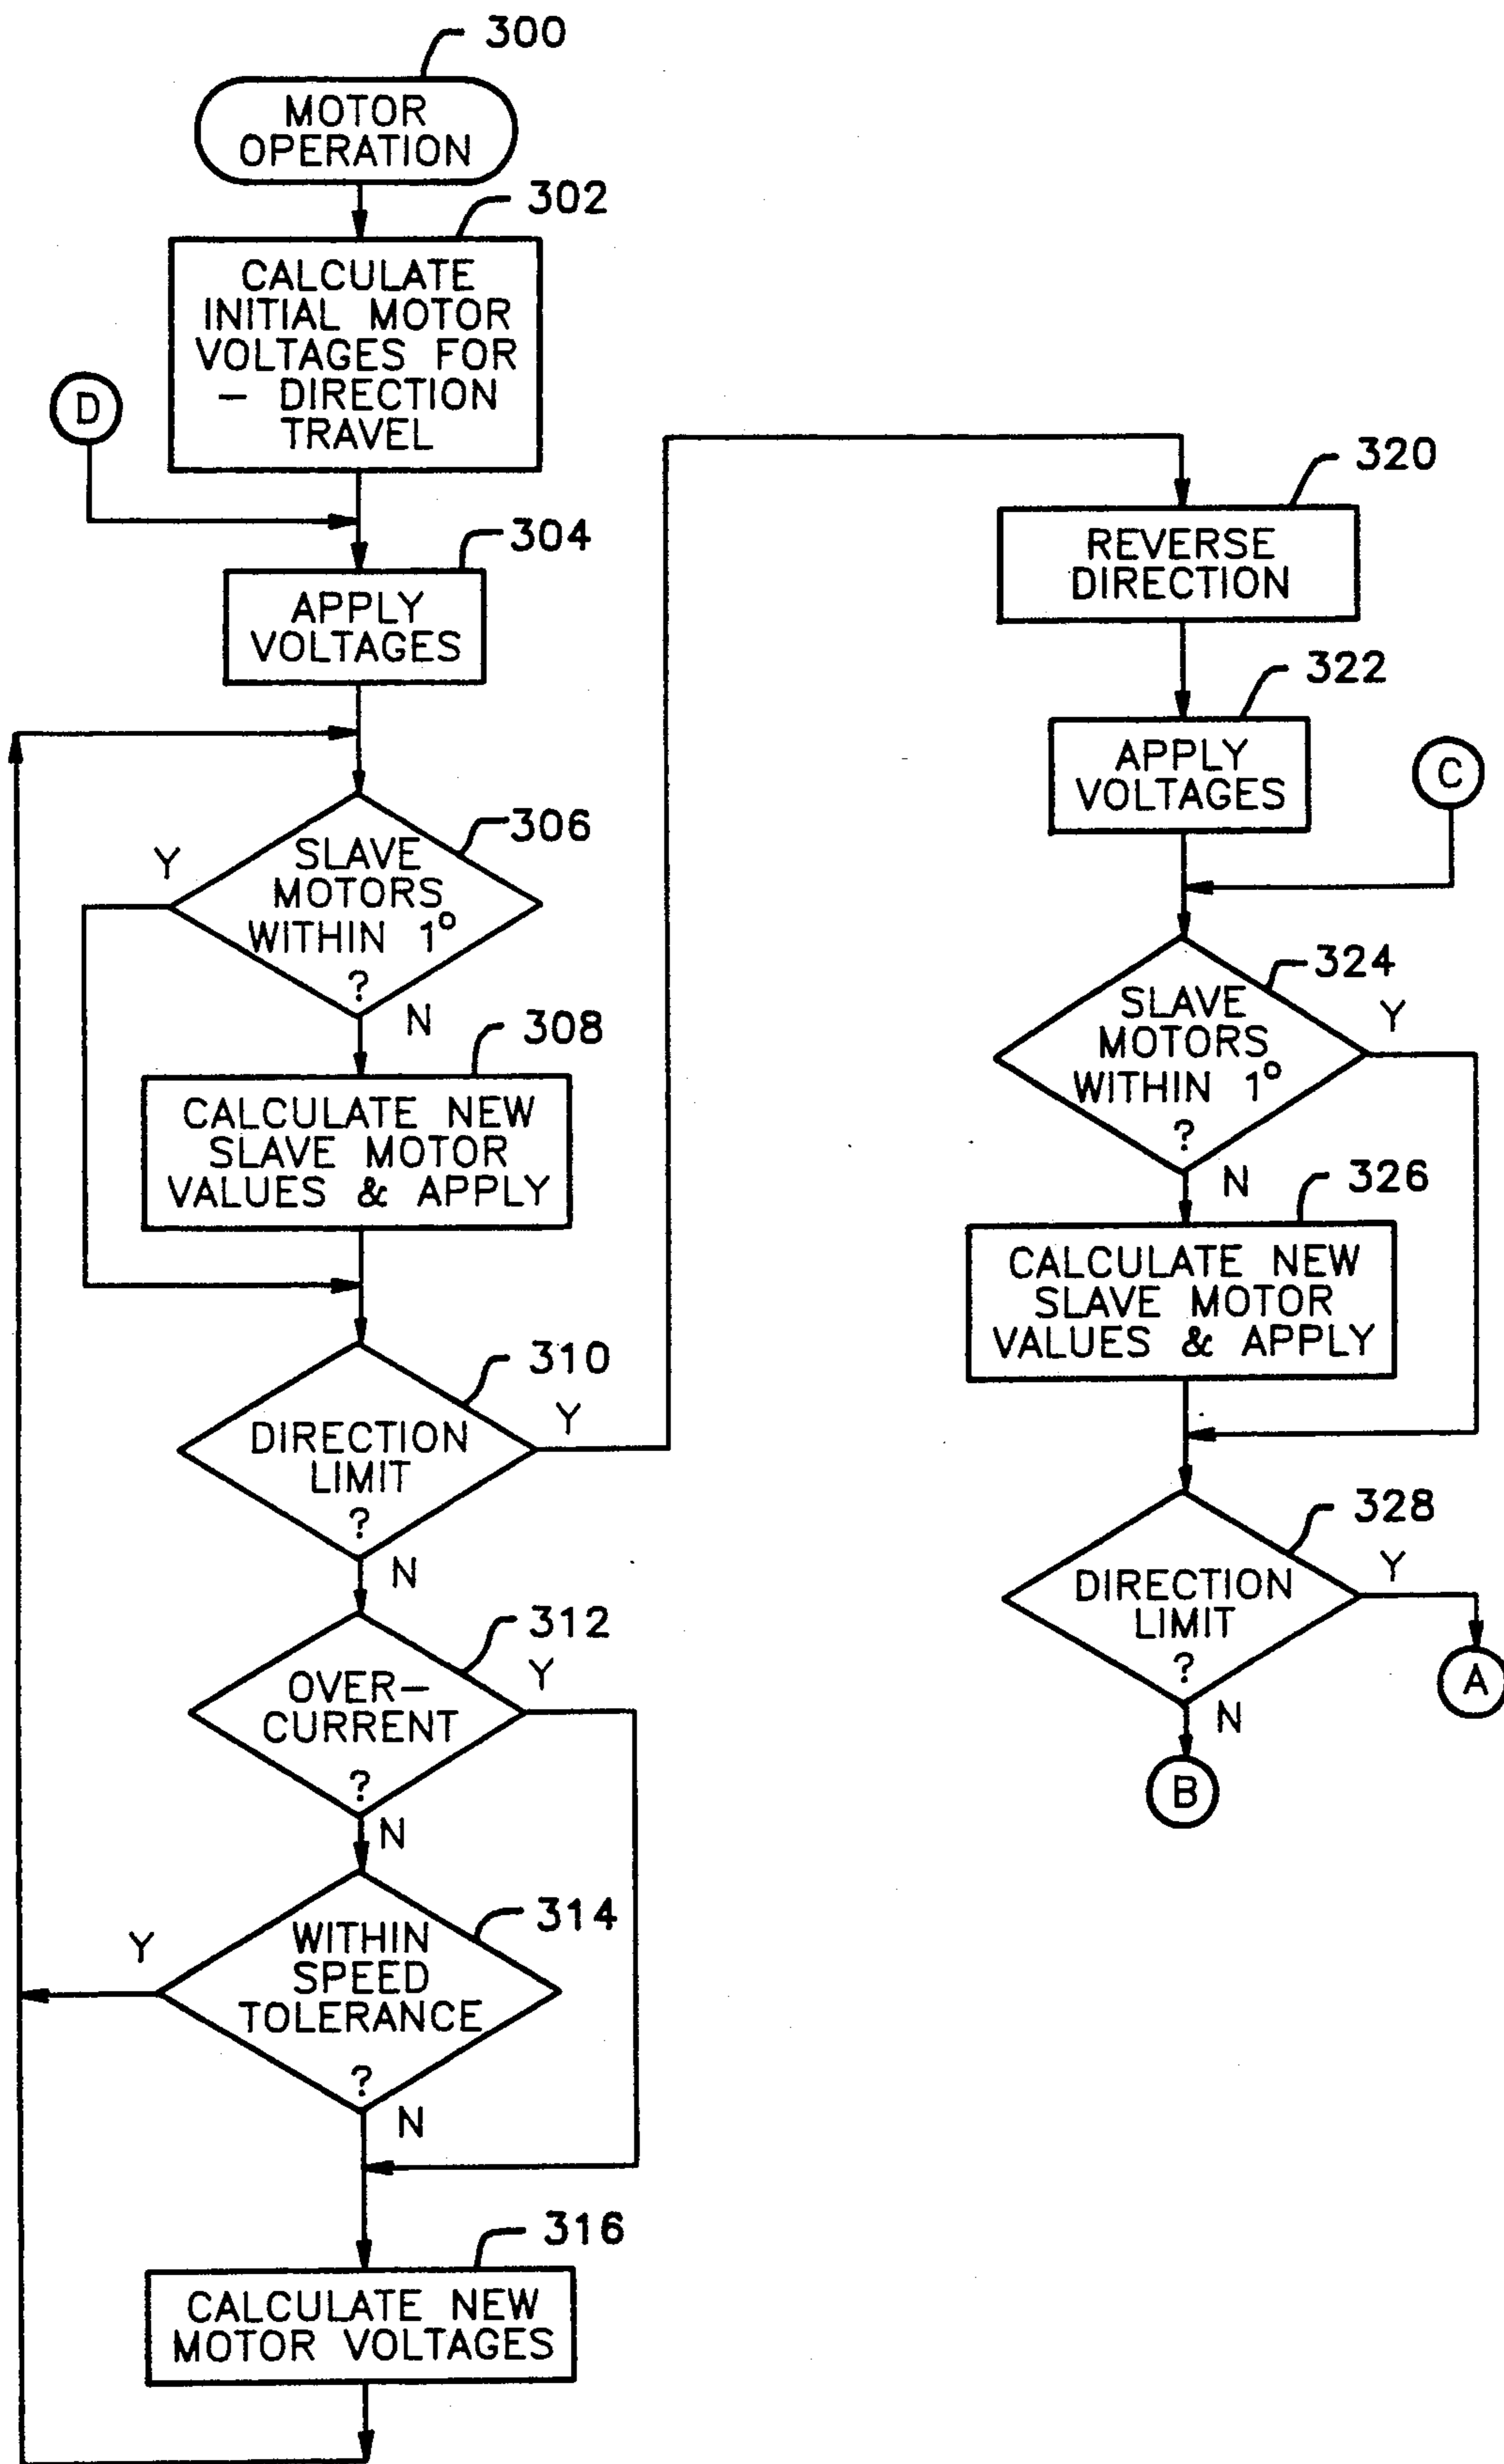 300
MOTOR
OPERATION
302
CALCULATE
INITIAL MOTOR
VOLTAGES FOR
- DIRECTION
TRAVEL
D
304
APPLY
VOLTAGES
306
Y
SLAVE
MOTORS
WITHIN 1°
?
N
308
CALCULATE NEW
SLAVE MOTOR
VALUES & APPLY
310
Y
DIRECTION
LIMIT
?
N
312
Y
OVER-
CURRENT
?
N
314
Y
WITHIN
SPEED
TOLERANCE
?
N
316
CALCULATE NEW
MOTOR VOLTAGES
320
REVERSE
DIRECTION
322
APPLY
VOLTAGES
C
324
Y
SLAVE
MOTORS
WITHIN 1°
?
N
326
CALCULATE NEW
SLAVE MOTOR
VALUES & APPLY
328
Y
DIRECTION
LIMIT
?
N
A
B